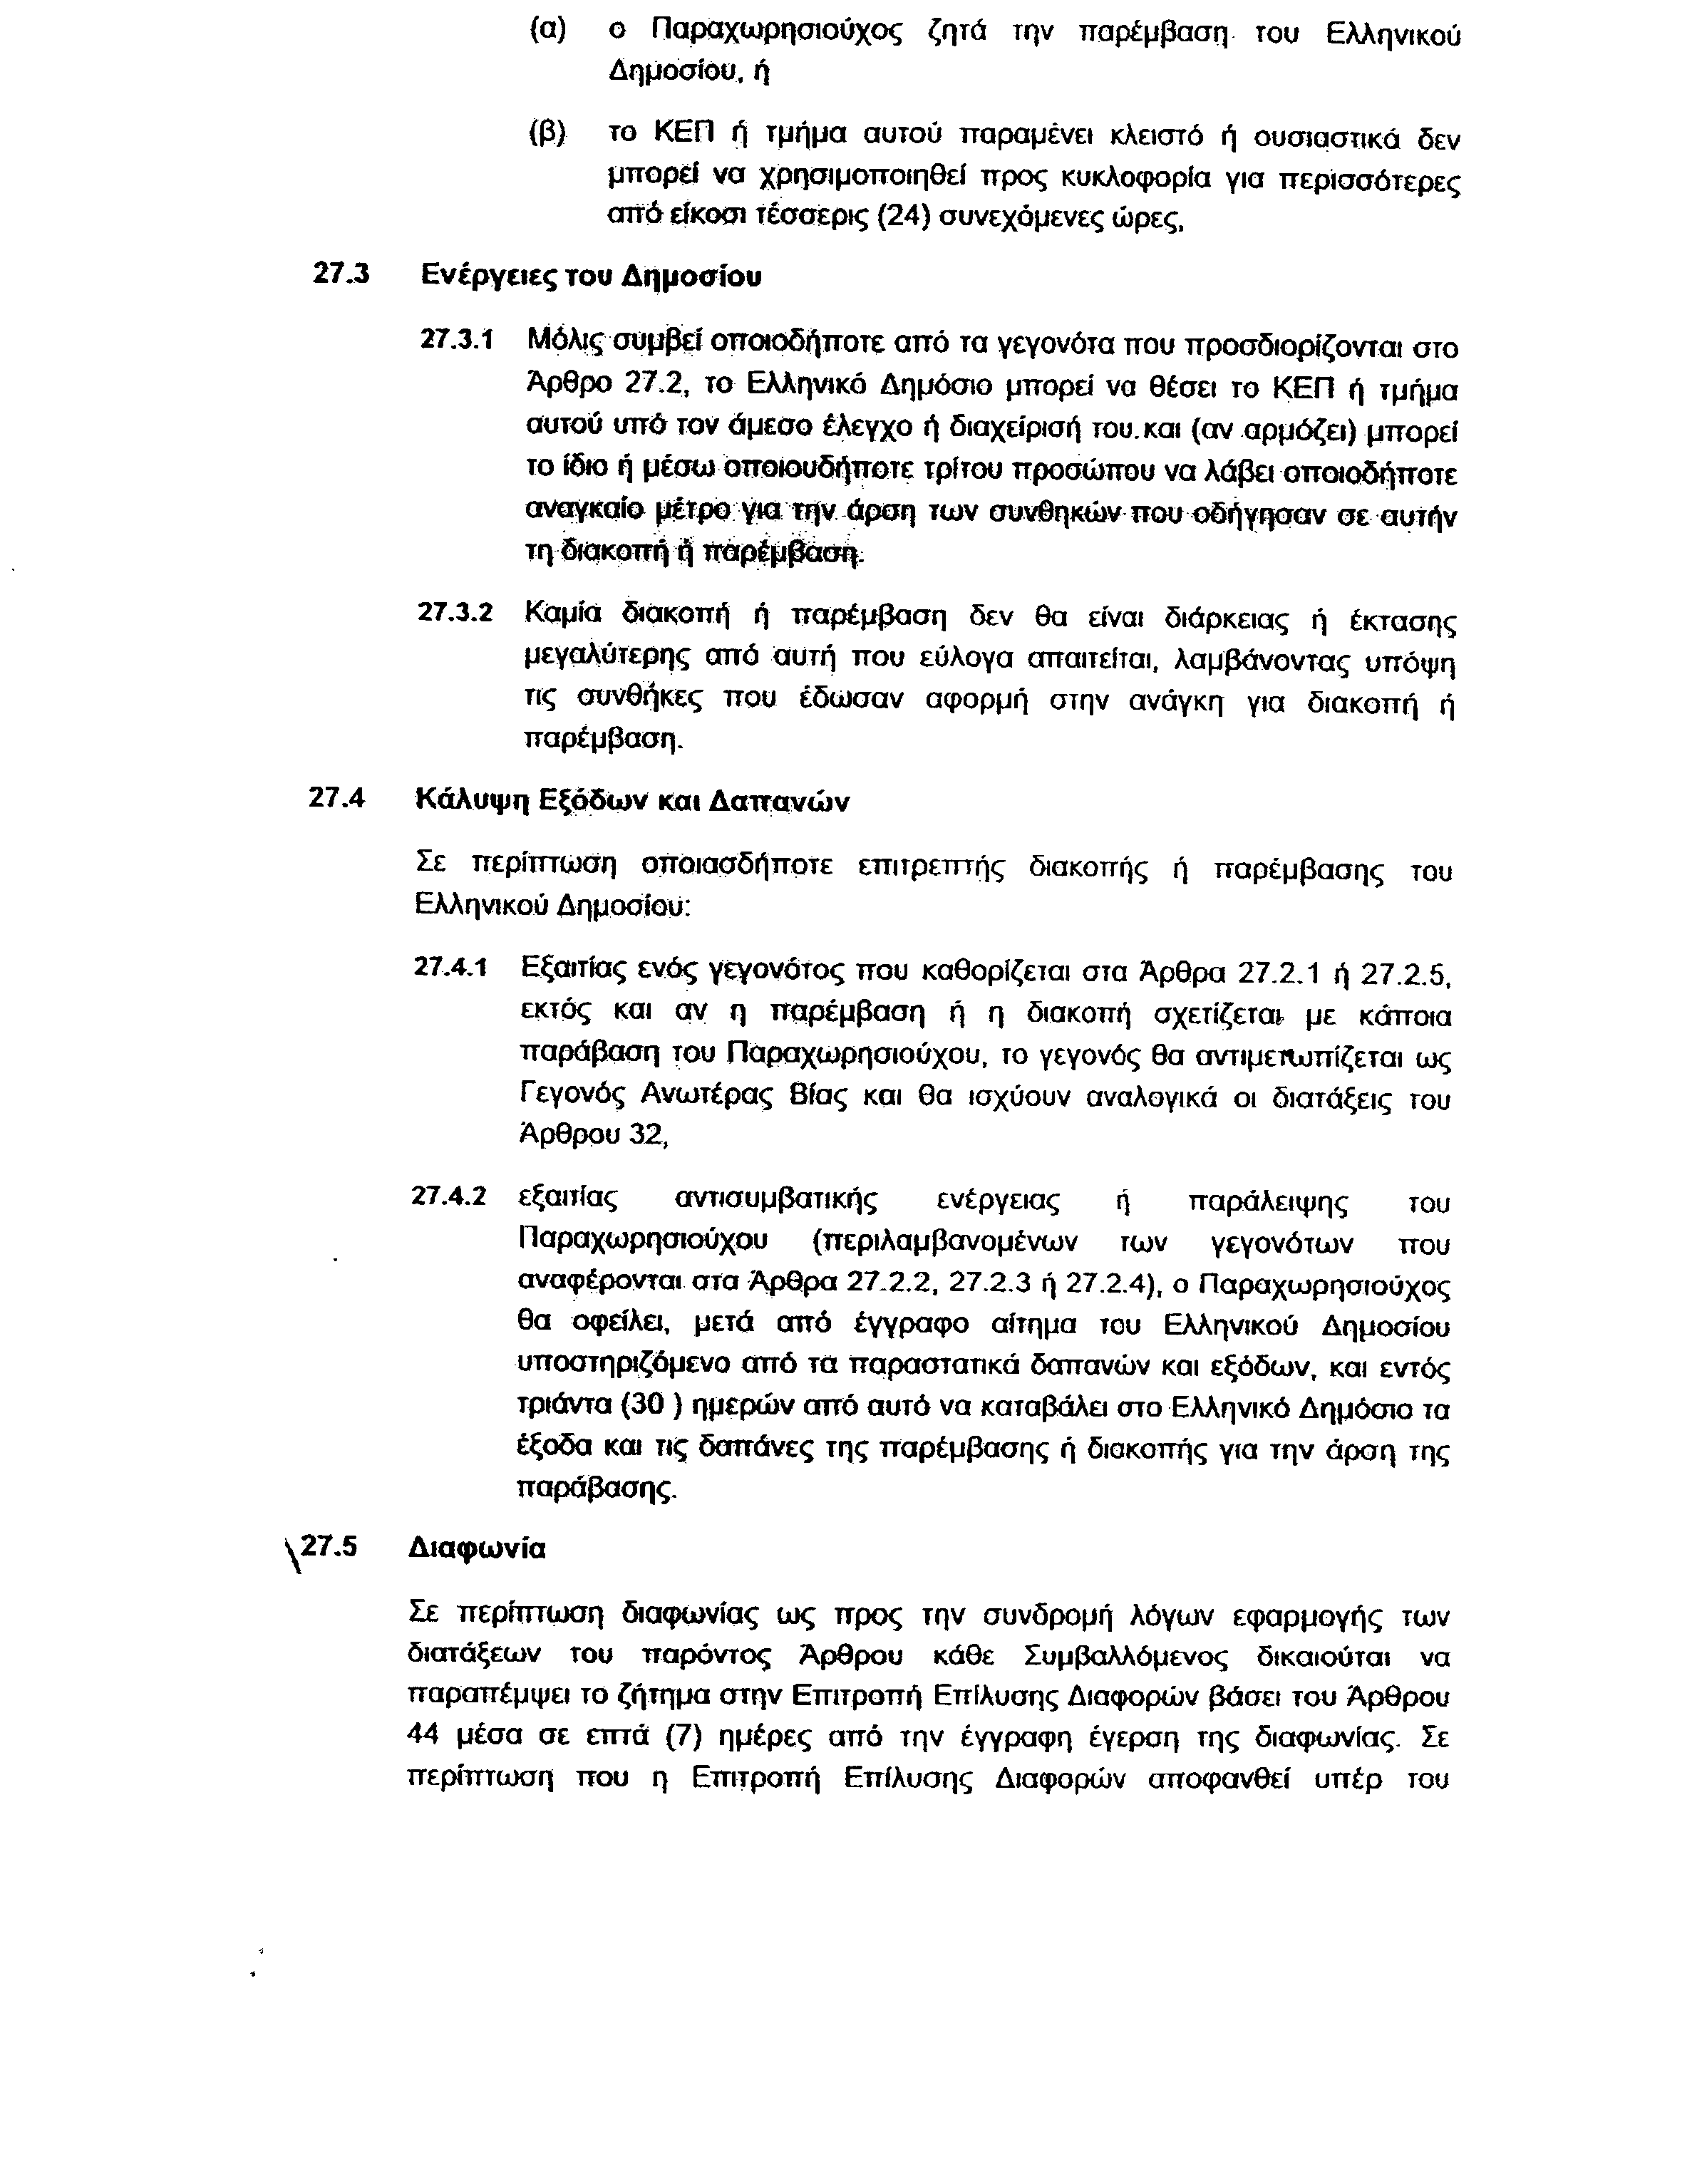 (α) ο Παραχωρησιούχος ζητά την παρέμβαση του Ελληνικού
Δημοσίου, ή
(β) το ΚΕΠ ή τμήμα αυτού παραμένει κλειστό ή ουσιαστικά δεν
μπορεί να χρησιμοποιηθεί προς κυκλοφορία για περισσότερες
από είκοσι τέσσερις (24) συνεχόμενες ώρες,
27.3 Ενέργειες του Δημοσίου
27.3.1 Μόλις συμβεί οποιοδήποτε από τα γεγονότα που προσδιορίζονται στο
Άρθρο 27.2, το Ελληνικό Δημόσιο μπορεί να θέσει το ΚΕΠ ή τμήμα
αυτού υπό τον άμεσο έλεγχο ή διαχείρισή του και (αν αρμόζει) μπορεί
το ίδιο ή μέσω οποιουδήποτε τρίτου προσώπου να λάβει οποιοδήποτε
αναγκαίο μέτρο για την άρση των συνθηκών που οδήγησαν σε αυτήν
τη διακοπή ή παρέμβαση.
27.3.2 Καμία διακοπή ή παρέμβαση δεν θα είναι διάρκειας ή έκτασης
μεγαλύτερης από αυτή που εύλογα απαιτείται, λαμβάνοντας υπόψη
τις συνθήκες που έδωσαν αφορμή στην ανάγκη για διακοπή ή
παρέμβαση.
27.4 Κάλυψη Εξόδων και Δαπανών
Σε περίπτωση οποιασδήποτε επιτρεπτής διακοπής ή παρέμβασης του
Ελληνικού Δημοσίου:
27.4.1 Εξαιτίας ενός γεγονότος που καθορίζεται στα Άρθρα 27.2.1 ή 27.2.5,
εκτός και αν η παρέμβαση ή η διακοπή σχετίζεται με κάποια
παράβαση του Παραχωρησιούχου, το γεγονός θα αντιμετωπίζεται ως
Γεγονός Ανωτέρας Βίας και θα ισχύουν αναλογικά οι διατάξεις του
Άρθρου 32,
27.4.2 εξαιτίας αντισυμβατικής ενέργειας ή παράλειψης του
Παραχωρησιούχου (περιλαμβανομένων των γεγονότων που
αναφέρονται στα Άρθρα 27.2.2, 27.2.3 ή 27.2.4), ο Παραχωρησιούχος
θα οφείλει, μετά από έγγραφο αίτημα του Ελληνικού Δημοσίου
υποστηριζόμενο από τα παραστατικά δαπανών και εξόδων, και εντός
τριάντα (30 ) ημερών από αυτό να καταβάλει στο Ελληνικό Δημόσιο τα
έξοδα και τις δαπάνες της παρέμβασης ή διακοπής για την άρση της
παράβασης.
27.5 Διαφωνία
Σε περίπτωση διαφωνίας ως προς την συνδρομή λόγων εφαρμογής των
διατάξεων του παρόντος Άρθρου κάθε Συμβαλλόμενος δικαιούται να
παραπέμψει το ζήτημα στην Επιτροπή Επίλυσης Διαφορών βάσει του Άρθρου
44 μέσα σε επτά (7) ημέρες από την έγγραφη έγερση της διαφωνίας. Σε
περίπτωση που η Επιτροπή Επίλυσης Διαφορών αποφανθεί υπέρ του